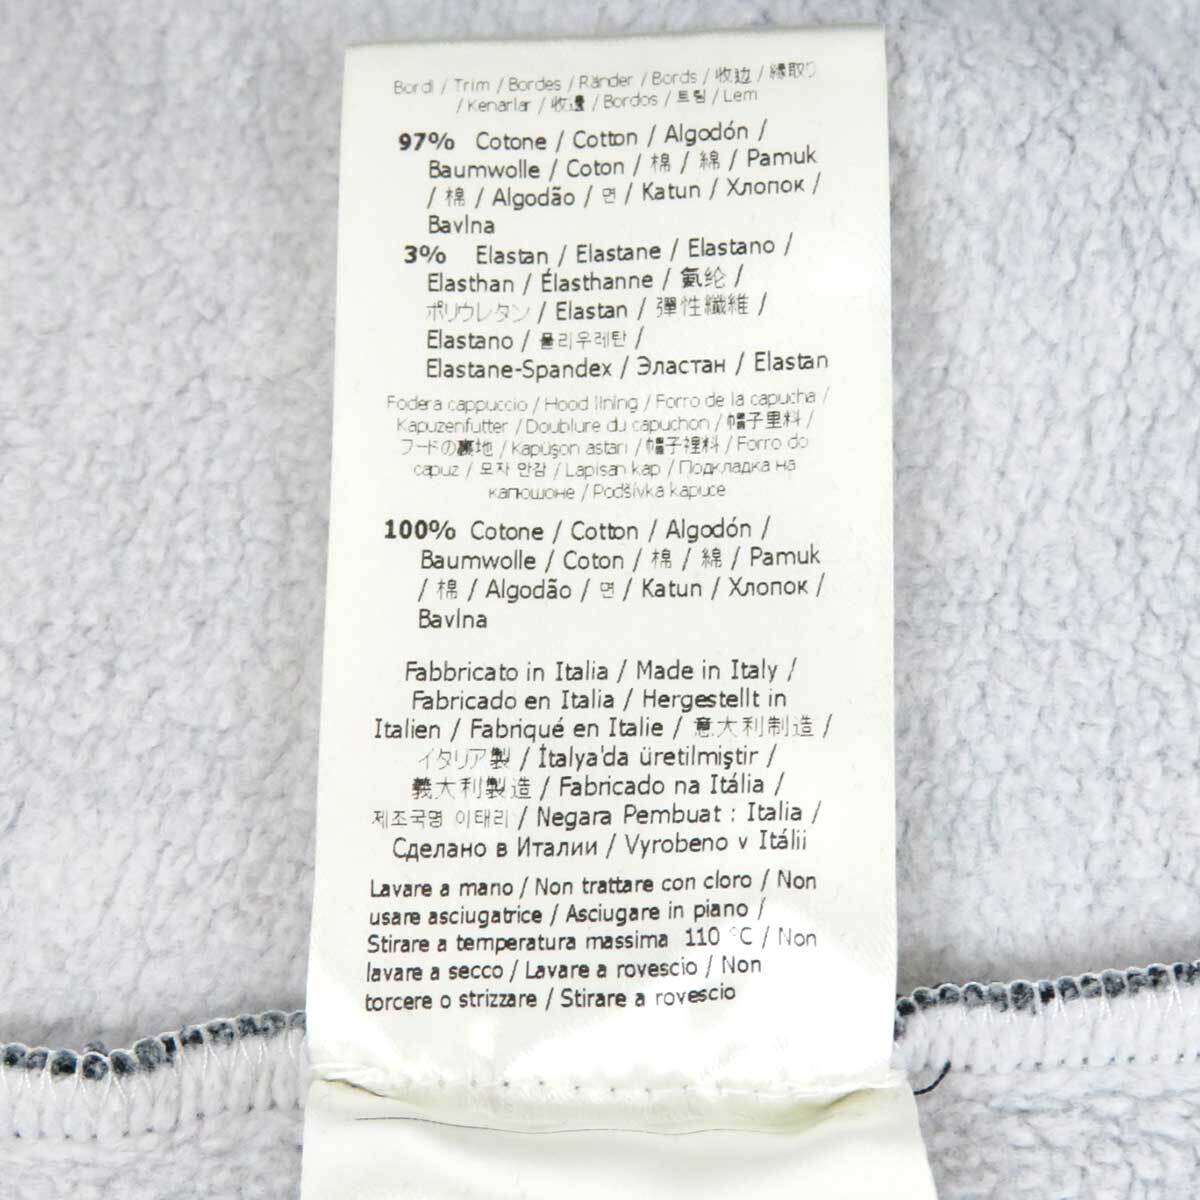 Bordi / Trim / Bordes / Ränder / Bords / 收边 / 縁取り
/ Kenarlar / 收邊 / Bordos / 트림 / Lem
97% Cotone / Cotton / Algodón /
Baumwolle / Coton / 棉 / 綿 / Pamuk
/ 棉 / Algodão / 면 / Katun / Хлопок /
Bavlna
3% Elastan / Elastane / Elastano /
Elasthan / Élasthanne / 氨纶 /
ポリウレタン / Elastan / 彈性纖維 /
Elastano / 폴리우레탄 /
Elastane-Spandex / Эластан / Elastan
Fodera cappuccio / Hood lining / Forro de la capucha /
Kapuzenfutter / Doublure du capuchon / 帽子里料 /
フードの裏地 / Kapüşon astarı / 帽子裡料 / Forro do
capuz / 모자 안감 / Lapisan kap / Подкладка на
капюшоне / Podšívka kapuce
100% Cotone / Cotton / Algodón /
Baumwolle / Coton / 棉 / 綿 / Pamuk
/ 棉 / Algodão / 면 / Katun / Хлопок /
Bavlna
Fabbricato in Italia / Made in Italy /
Fabricado en Italia / Hergestellt in
Italien / Fabriqué en Italie / 意大利制造 /
イタリア製 / İtalya'da üretilmiştir /
義大利製造 / Fabricado na Itália /
제조국명 이태리 / Negara Pembuat : Italia /
Сделано в Италии / Vyrobeno v Itálii
Lavare a mano / Non trattare con cloro / Non
usare asciugatrice / Asciugare in piano /
Stirare a temperatura massima 110 °C / Non
lavare a secco / Lavare a rovescio / Non
torcere o strizzare / Stirare a rovescio